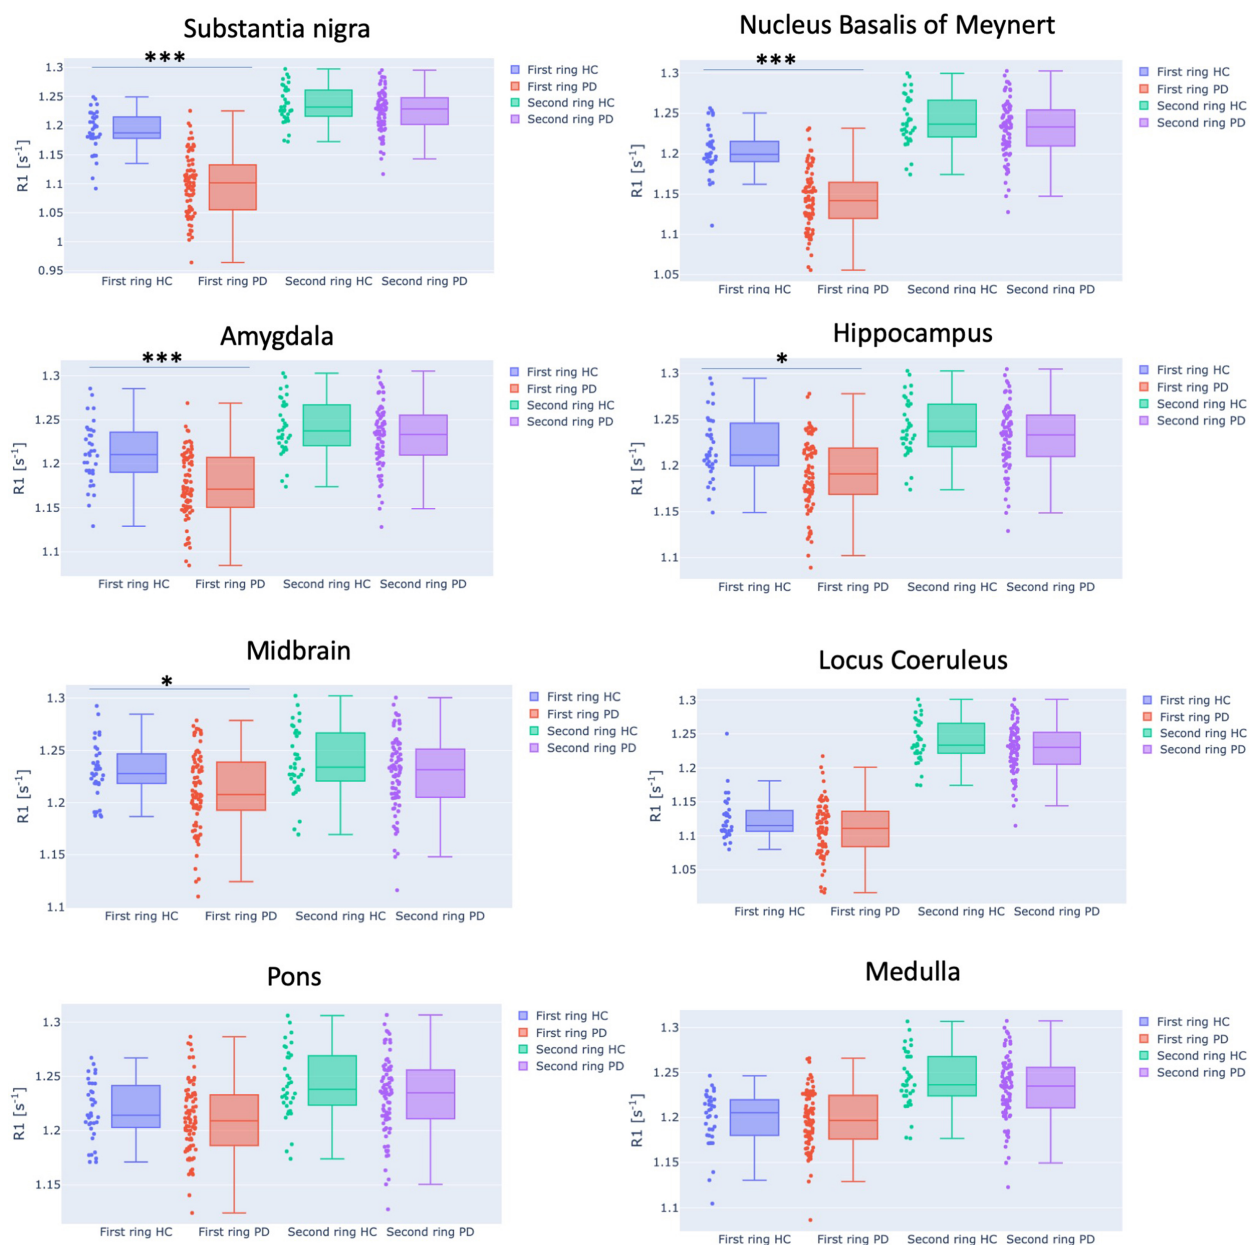 Substantia nigra
***
1.3
1.25
1.2
1.15
1.1
1.05
1
0.95
R1 [s⁻¹]
First ring HC
First ring PD
Second ring HC
Second ring PD
First ring HC
First ring PD
Second ring HC
Second ring PD
Nucleus Basalis of Meynert
***
1.3
1.25
1.2
1.15
1.1
1.05
R1 [s⁻¹]
First ring HC
First ring PD
Second ring HC
Second ring PD
First ring HC
First ring PD
Second ring HC
Second ring PD
Amygdala
***
1.3
1.25
1.2
1.15
1.1
R1 [s⁻¹]
First ring HC
First ring PD
Second ring HC
Second ring PD
First ring HC
First ring PD
Second ring HC
Second ring PD
Hippocampus
*
1.3
1.2
1.1
R1 [s⁻¹]
First ring HC
First ring PD
Second ring HC
Second ring PD
First ring HC
First ring PD
Second ring HC
Second ring PD
Midbrain
*
1.3
1.25
1.2
1.15
1.1
R1 [s⁻¹]
First ring HC
First ring PD
Second ring HC
Second ring PD
First ring HC
First ring PD
Second ring HC
Second ring PD
Locus Coeruleus
1.3
1.25
1.2
1.15
1.1
1.05
R1 [s⁻¹]
First ring HC
First ring PD
Second ring HC
Second ring PD
First ring HC
First ring PD
Second ring HC
Second ring PD
Pons
1.3
1.25
1.2
1.15
R1 [s⁻¹]
First ring HC
First ring PD
Second ring HC
Second ring PD
First ring HC
First ring PD
Second ring HC
Second ring PD
Medulla
1.3
1.25
1.2
1.15
1.1
R1 [s⁻¹]
First ring HC
First ring PD
Second ring HC
Second ring PD
First ring HC
First ring PD
Second ring HC
Second ring PD